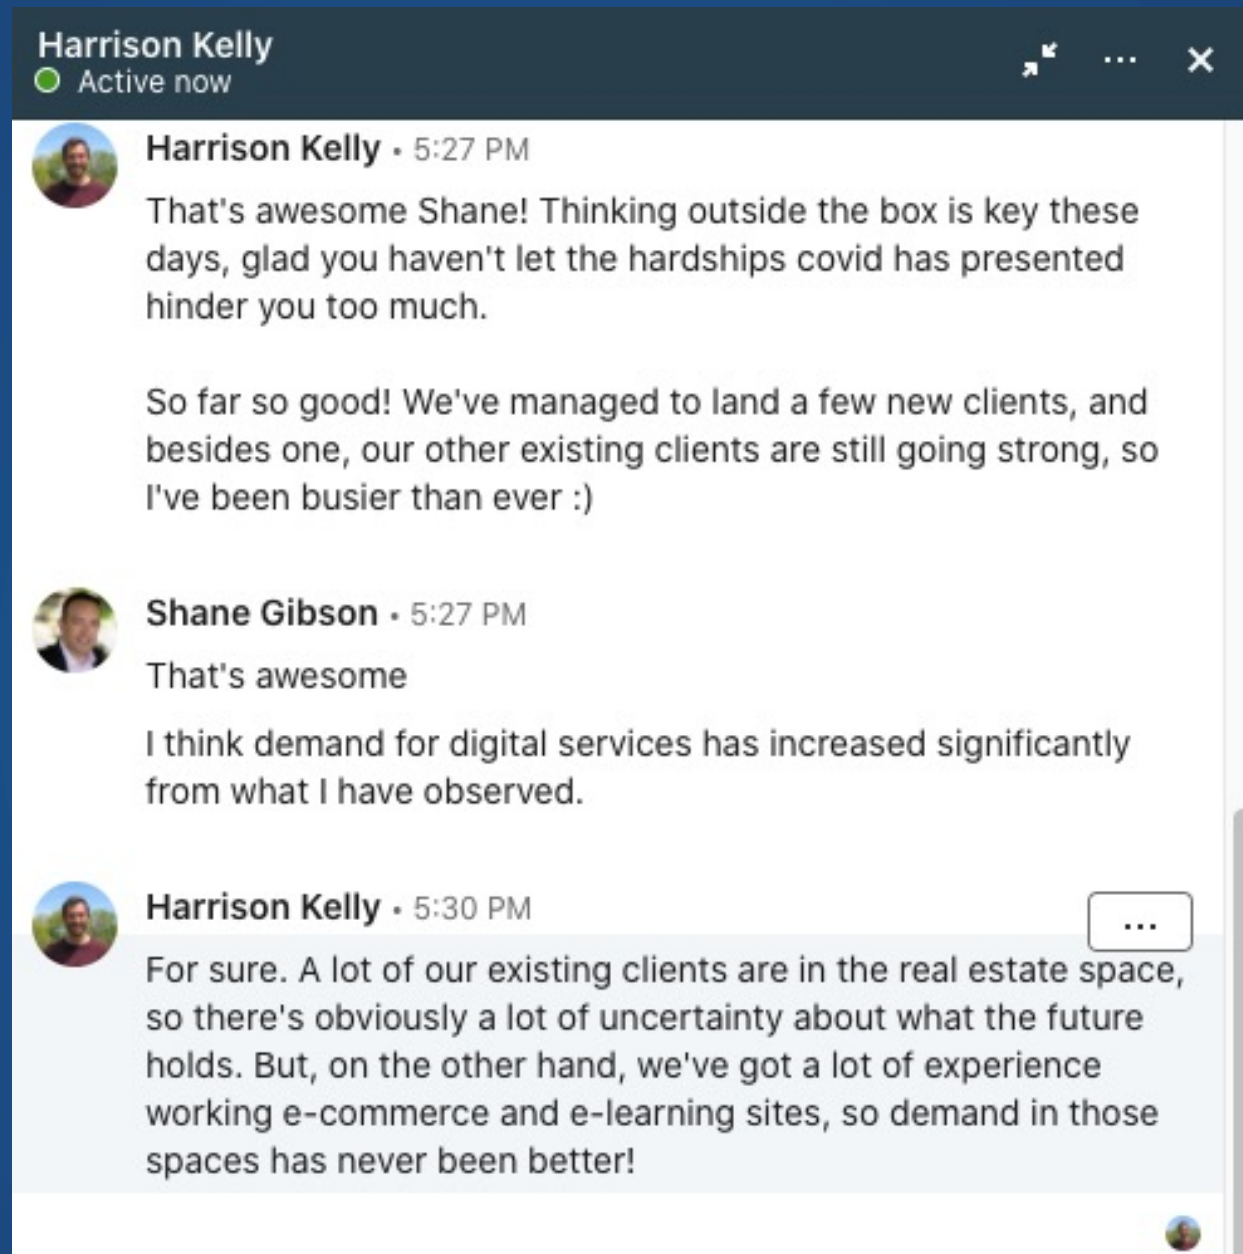 Harrison Kelly
Active now
...
Harrison Kelly • 5:27 PM
That's awesome Shane! Thinking outside the box is key these
days, glad you haven't let the hardships covid has presented
hinder you too much.
So far so good! We've managed to land a few new clients, and
besides one, our other existing clients are still going strong, so
I've been busier than ever :)
Shane Gibson • 5:27 PM
That's awesome
I think demand for digital services has increased significantly
from what I have observed.
Harrison Kelly • 5:30 PM
...
For sure. A lot of our existing clients are in the real estate space,
so there's obviously a lot of uncertainty about what the future
holds. But, on the other hand, we've got a lot of experience
working e-commerce and e-learning sites, so demand in those
spaces has never been better!